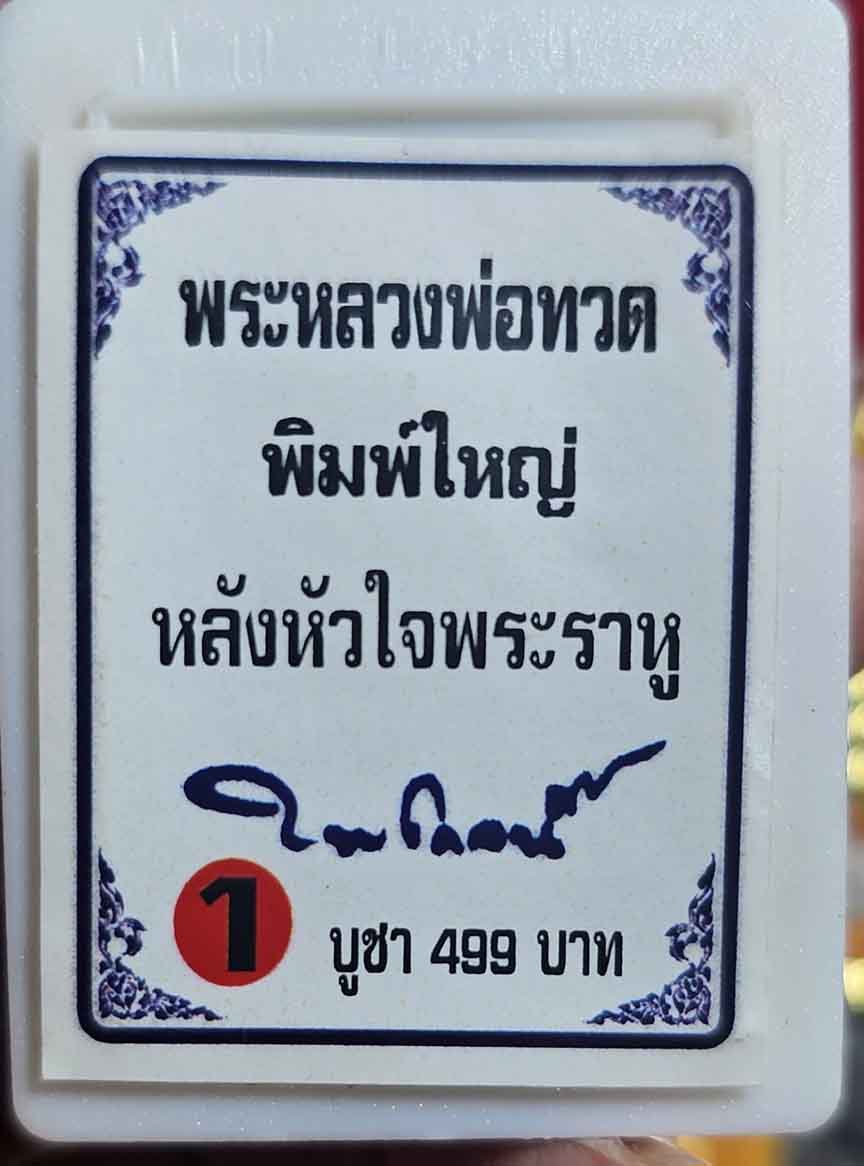 พระหลวงพ่อทวด
พิมพ์ใหญ่
หลังหัวใจพระราหู
1
บูชา 499 บาท